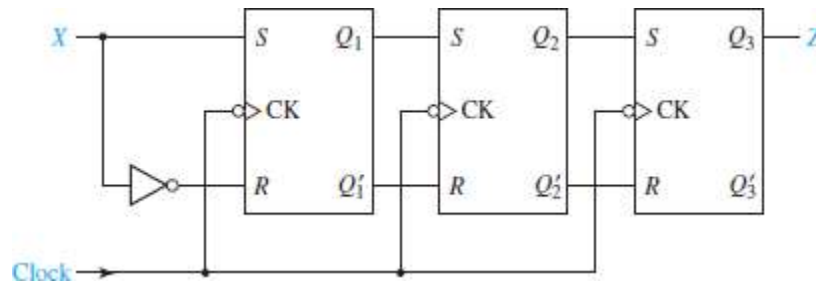 X S Q₁ S Q₂ S Q₃ Z
CK CK CK
R Q₁′ R Q₂′ R Q₃′
Clock